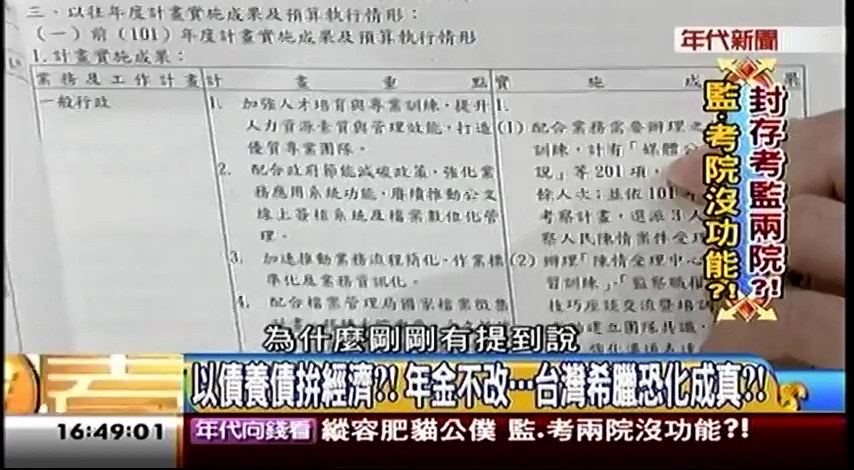 三、以往年度計畫實施成果及預算執行情形：
（一）前（101）年度計畫實施成果及預算執行情形
1.計畫實施成果：
業務及工作計畫 計畫重點 實施成果
一般行政
1. 加強人才培育與專業訓練，提升
人力資源素質與管理效能，打造
優質專業團隊。
2. 配合政府節能減碳政策，強化業
務應用系統功能，賡續推動公文
線上簽核系統及檔案數位化管
理。
3. 加速推動業務流程簡化、作業標
準化及業務資訊化。
4. 配合檔案管理局國家檔案徵集
1.
(1) 配合業務需要辦理之
訓練，計有「媒體公
說」等201項，
餘人次；並依101年
考察計畫，選派3人
察人民陳情案件受理
(2) 辦理「陳情受理中心
習訓練」、「監察職權
技巧座談交流暨培訓
建立團隊共識，
年代新聞
封存考監兩院?!
監．考院沒功能?!
為什麼剛剛有提到說
以債養債拚經濟?! 年金不改…台灣希臘恐化成真?!
16:49:01
年代向錢看
縱容肥貓公僕 監．考兩院沒功能?!